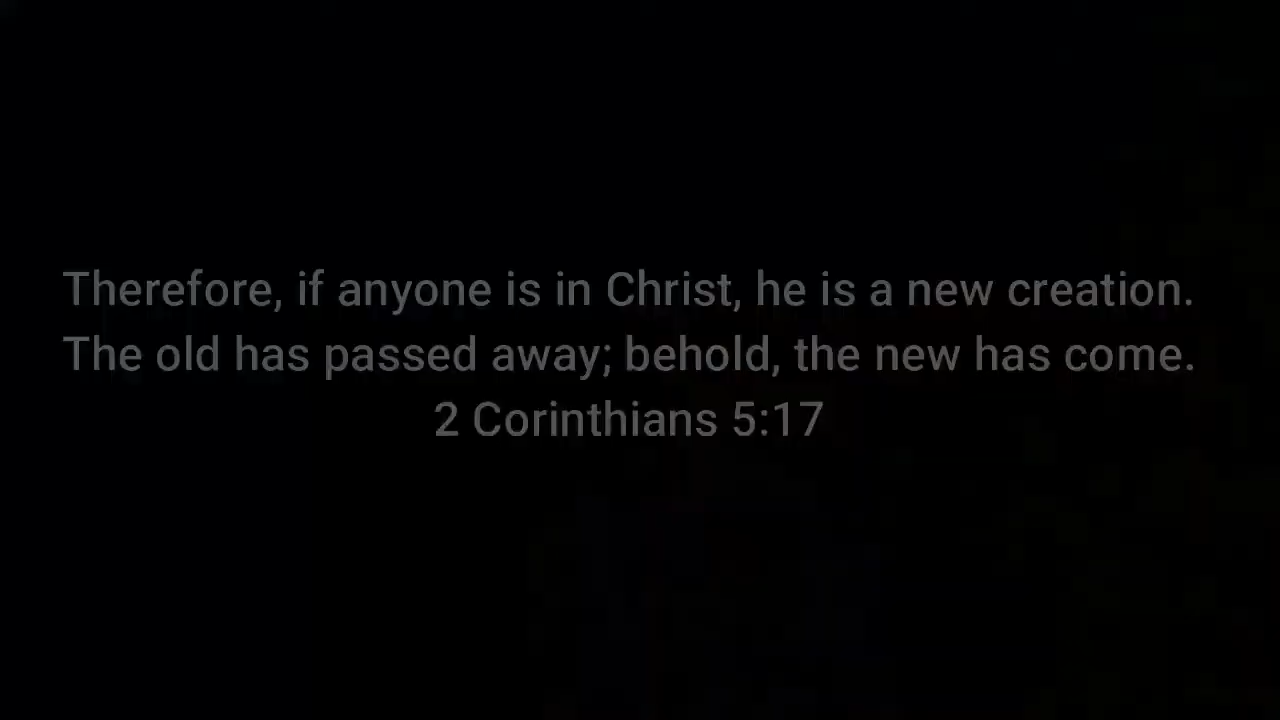 Therefore, if anyone is in Christ, he is a new creation.
The old has passed away; behold, the new has come.
2 Corinthians 5:17